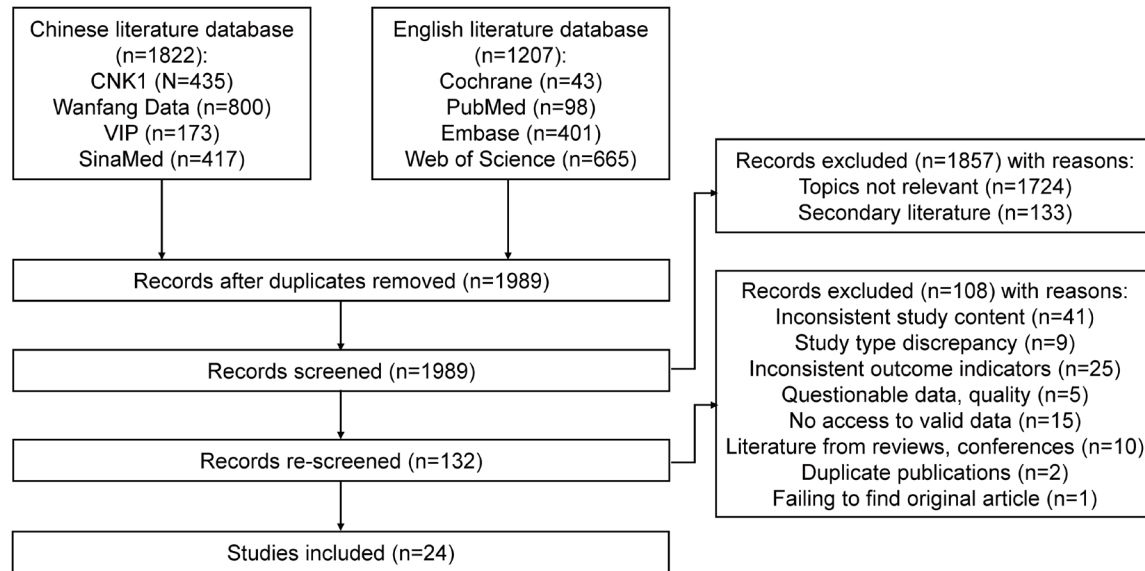 Chinese literature database
(n=1822):
CNK1 (N=435)
Wanfang Data (n=800)
VIP (n=173)
SinaMed (n=417)
English literature database
(n=1207):
Cochrane (n=43)
PubMed (n=98)
Embase (n=401)
Web of Science (n=665)
Records excluded (n=1857) with reasons:
Topics not relevant (n=1724)
Secondary literature (n=133)
Records after duplicates removed (n=1989)
Records screened (n=1989)
Records re-screened (n=132)
Records excluded (n=108) with reasons:
Inconsistent study content (n=41)
Study type discrepancy (n=9)
Inconsistent outcome indicators (n=25)
Questionable data, quality (n=5)
No access to valid data (n=15)
Literature from reviews, conferences (n=10)
Duplicate publications (n=2)
Failing to find original article (n=1)
Studies included (n=24)